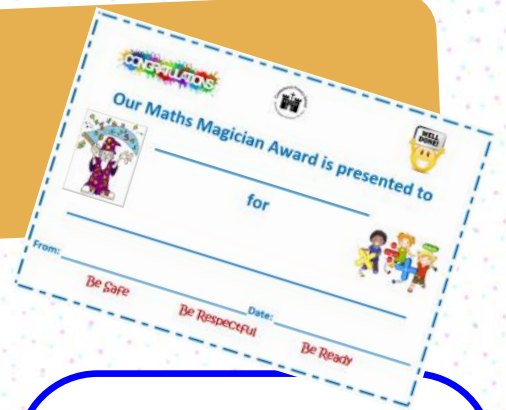 CONGRATULATIONS
WELL
DONE!
Our Maths Magician Award is presented to
for
From:
Date:
Be Safe
Be Respectful
Be Ready